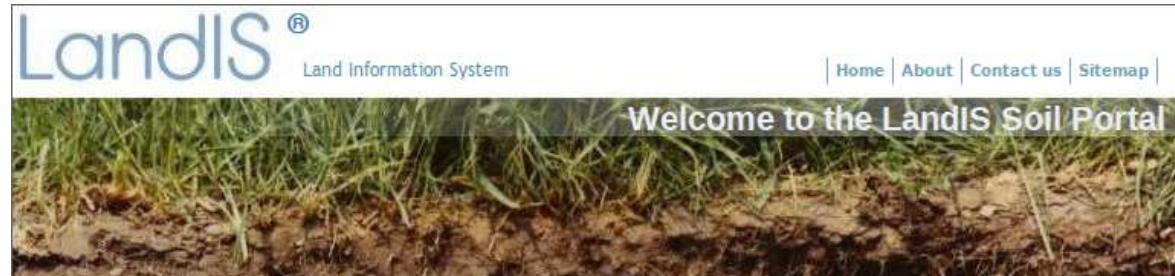 LandIS ®
Land Information System
Home | About | Contact us | Sitemap |
Welcome to the LandIS Soil Portal